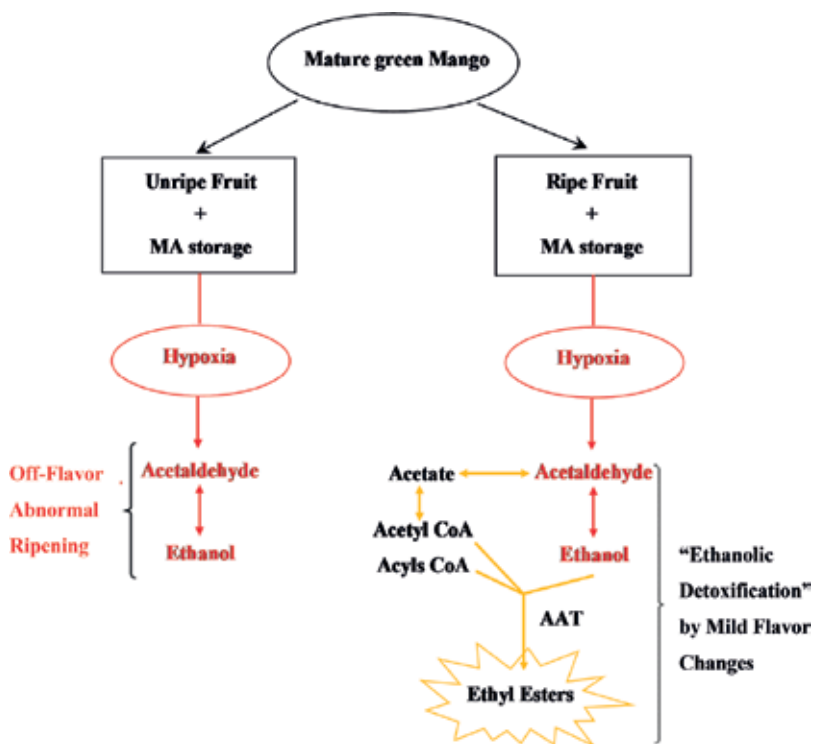 Mature green Mango
Unripe Fruit
+
MA storage
Ripe Fruit
+
MA storage
Hypoxia
Hypoxia
Off-Flavor
Abnormal
Ripening
Acetaldehyde
Ethanol
Acetate
Acetaldehyde
Acetyl CoA
Acyls CoA
Ethanol
AAT
Ethyl Esters
“Ethanolic
Detoxification”
by Mild Flavor
Changes